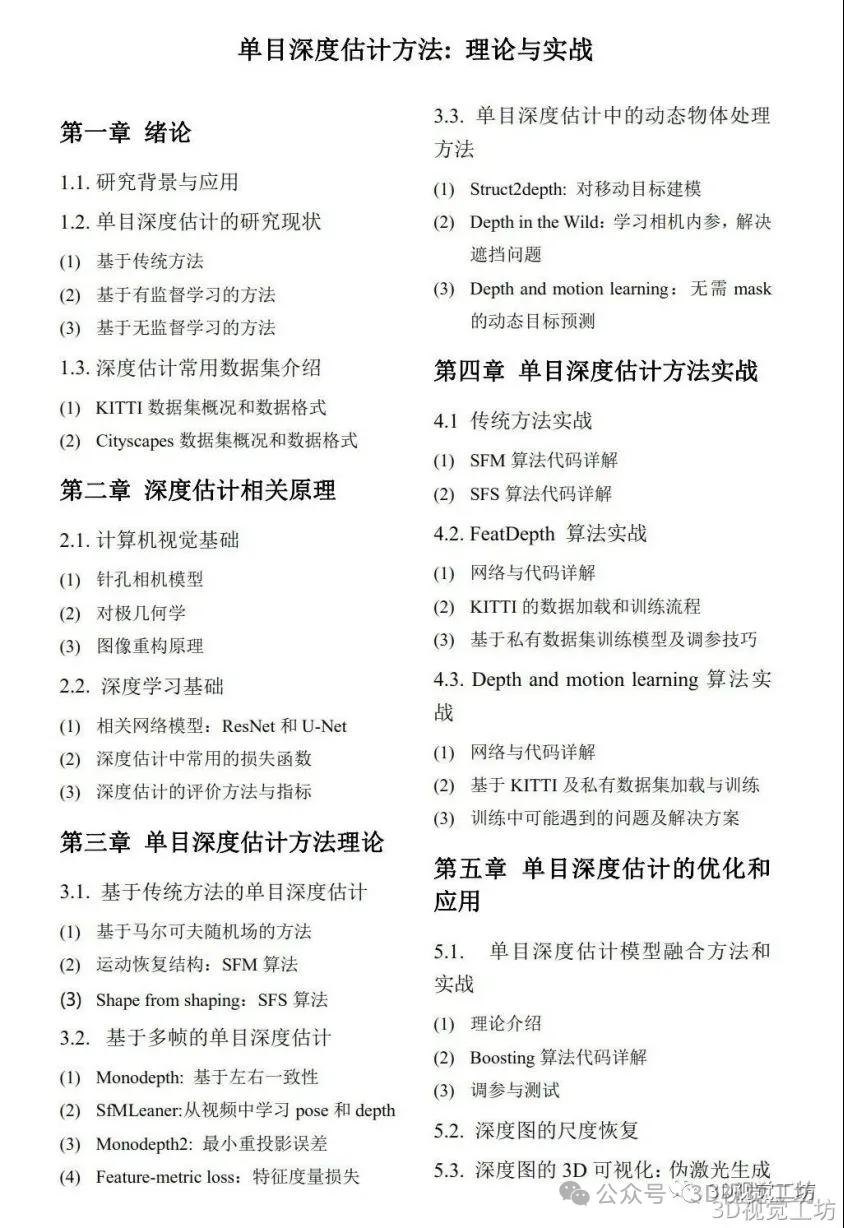 单目深度估计方法: 理论与实战
第一章 绪论
1.1. 研究背景与应用
1.2. 单目深度估计的研究现状
(1) 基于传统方法
(2) 基于有监督学习的方法
(3) 基于无监督学习的方法
1.3. 深度估计常用数据集介绍
(1) KITTI 数据集概况和数据格式
(2) Cityscapes 数据集概况和数据格式
第二章 深度估计相关原理
2.1. 计算机视觉基础
(1) 针孔相机模型
(2) 对极几何学
(3) 图像重构原理
2.2. 深度学习基础
(1) 相关网络模型：ResNet 和 U-Net
(2) 深度估计中常用的损失函数
(3) 深度估计的评价方法与指标
第三章 单目深度估计方法理论
3.1. 基于传统方法的单目深度估计
(1) 基于马尔可夫随机场的方法
(2) 运动恢复结构：SFM 算法
(3) Shape from shaping：SFS 算法
3.2. 基于多帧的单目深度估计
(1) Monodepth: 基于左右一致性
(2) SfMLeaner:从视频中学习 pose 和 depth
(3) Monodepth2: 最小重投影误差
(4) Feature-metric loss：特征度量损失
3.3. 单目深度估计中的动态物体处理
方法
(1) Struct2depth: 对移动目标建模
(2) Depth in the Wild：学习相机内参，解决
遮挡问题
(3) Depth and motion learning：无需 mask
的动态目标预测
第四章 单目深度估计方法实战
4.1 传统方法实战
(1) SFM 算法代码详解
(2) SFS 算法代码详解
4.2. FeatDepth 算法实战
(1) 网络与代码详解
(2) KITTI 的数据加载和训练流程
(3) 基于私有数据集训练模型及调参技巧
4.3. Depth and motion learning 算法实
战
(1) 网络与代码详解
(2) 基于 KITTI 及私有数据集加载与训练
(3) 训练中可能遇到的问题及解决方案
第五章 单目深度估计的优化和
应用
5.1. 单目深度估计模型融合方法和
实战
(1) 理论介绍
(2) Boosting 算法代码详解
(3) 调参与测试
5.2. 深度图的尺度恢复
5.3. 深度图的 3D 可视化：伪激光生成
公众号·3D视觉工坊
3D视觉工坊